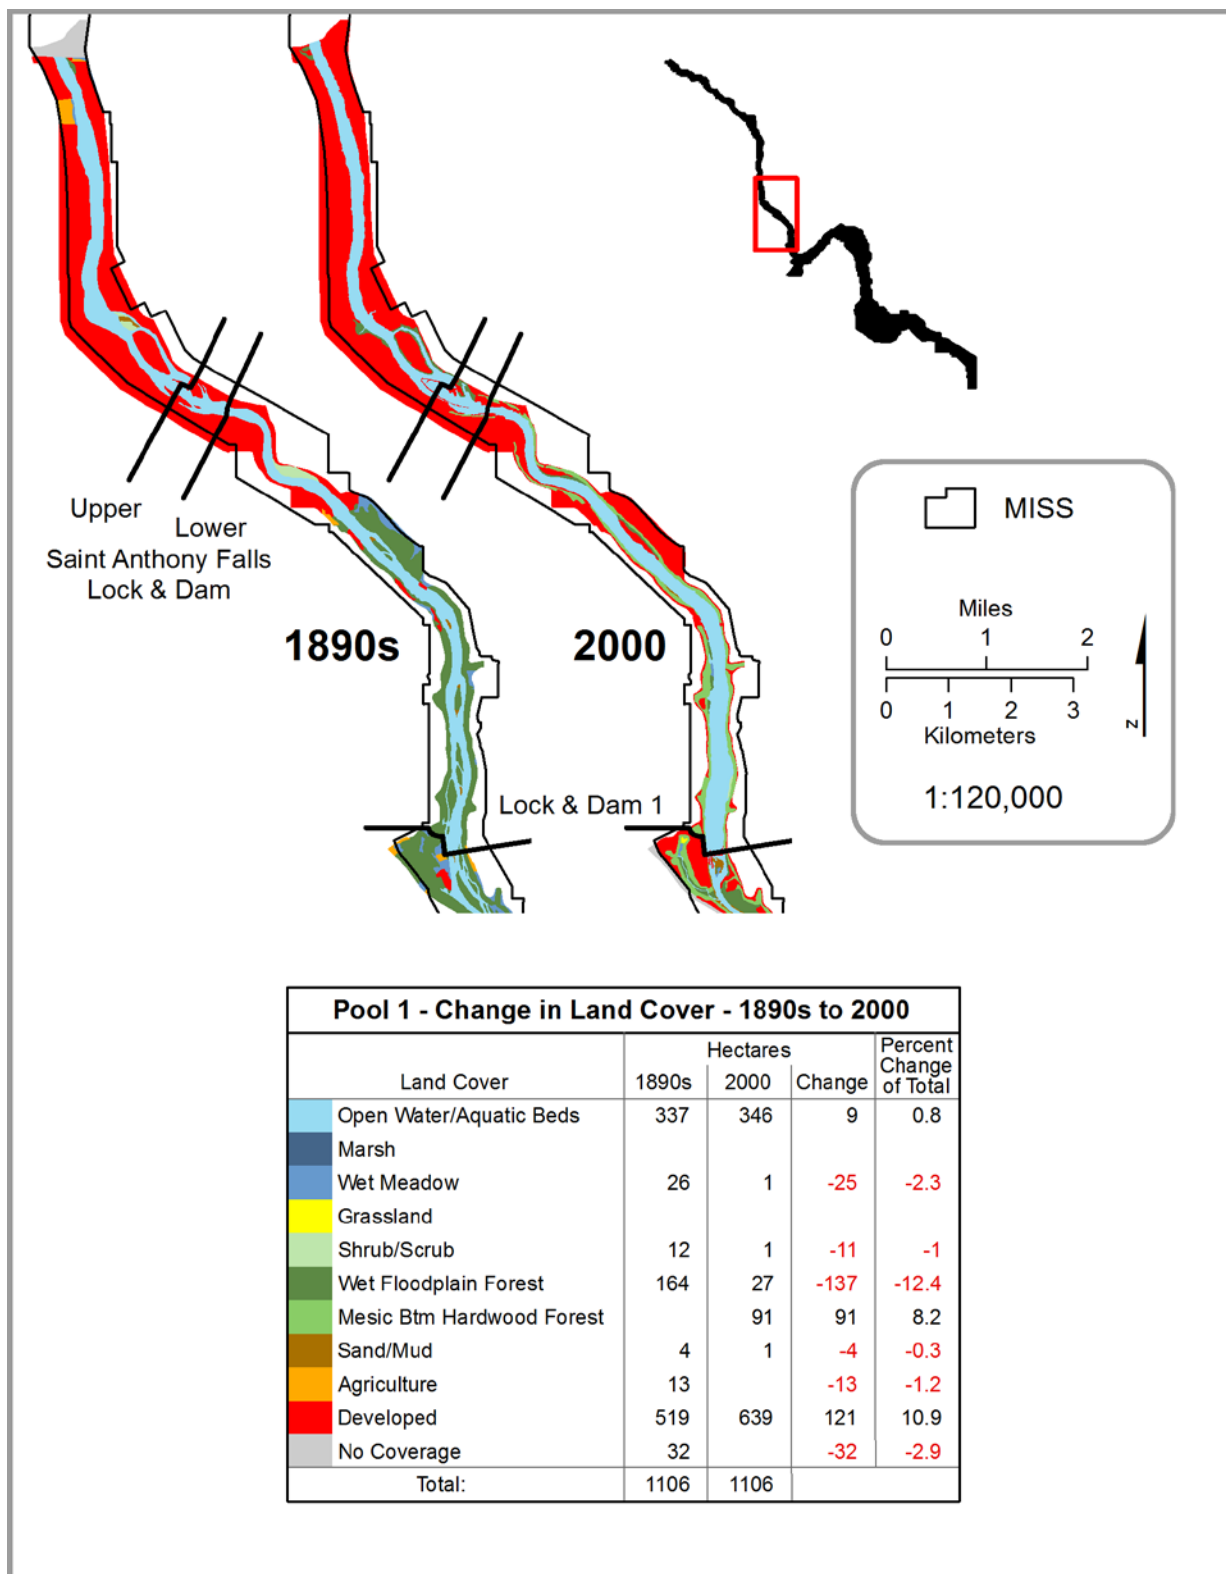 Upper
Lower
Saint Anthony Falls
Lock & Dam
1890s
2000
Lock & Dam 1
MISS
Miles
0 1 2
0 1 2 3
Kilometers
N
1:120,000
Pool 1 - Change in Land Cover - 1890s to 2000
Hectares
Percent
Change
of Total
Land Cover 1890s 2000 Change
Open Water/Aquatic Beds 337 346 9 0.8
Marsh
Wet Meadow 26 1 -25 -2.3
Grassland
Shrub/Scrub 12 1 -11 -1
Wet Floodplain Forest 164 27 -137 -12.4
Mesic Btm Hardwood Forest 91 91 8.2
Sand/Mud 4 1 -4 -0.3
Agriculture 13 -13 -1.2
Developed 519 639 121 10.9
No Coverage 32 -32 -2.9
Total: 1106 1106